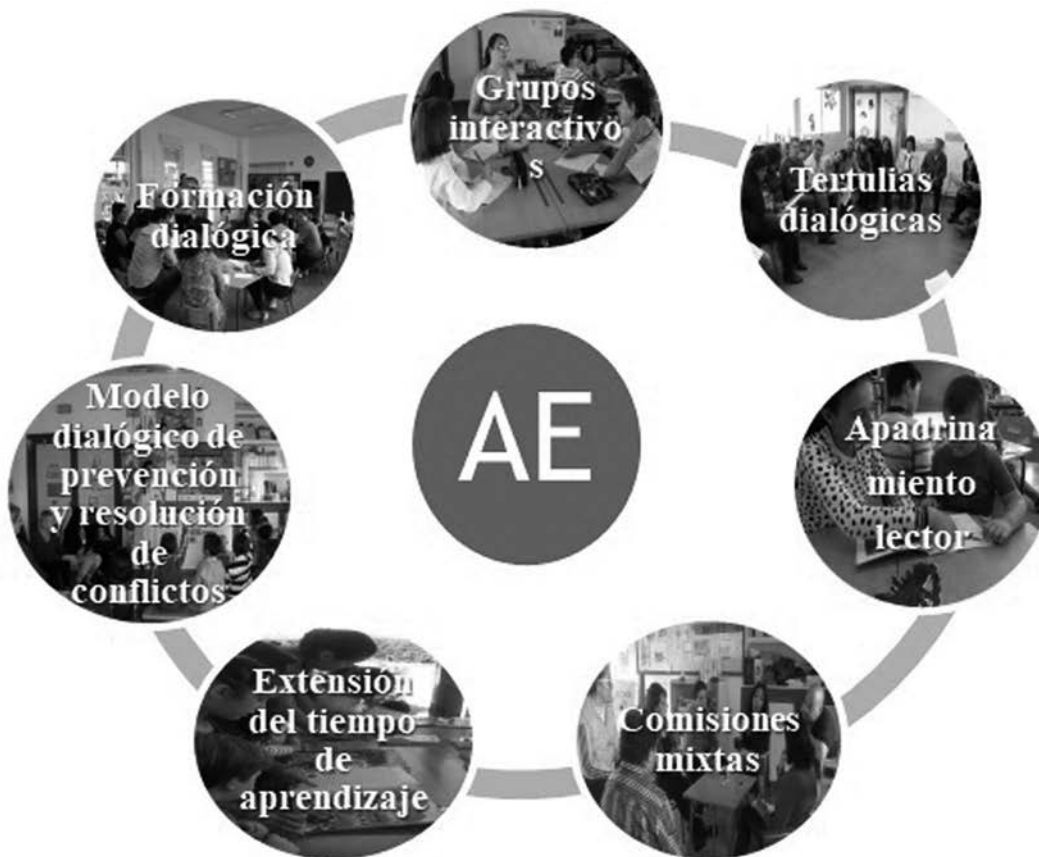 Grupos
interactivo
s
Tertulias
dialógicas
Apadrina
miento
lector
Comisiones
mixtas
Extensión
del tiempo
de
aprendizaje
Modelo
dialógico de
prevención
y resolución
de
conflictos
Formación
dialógica
AE